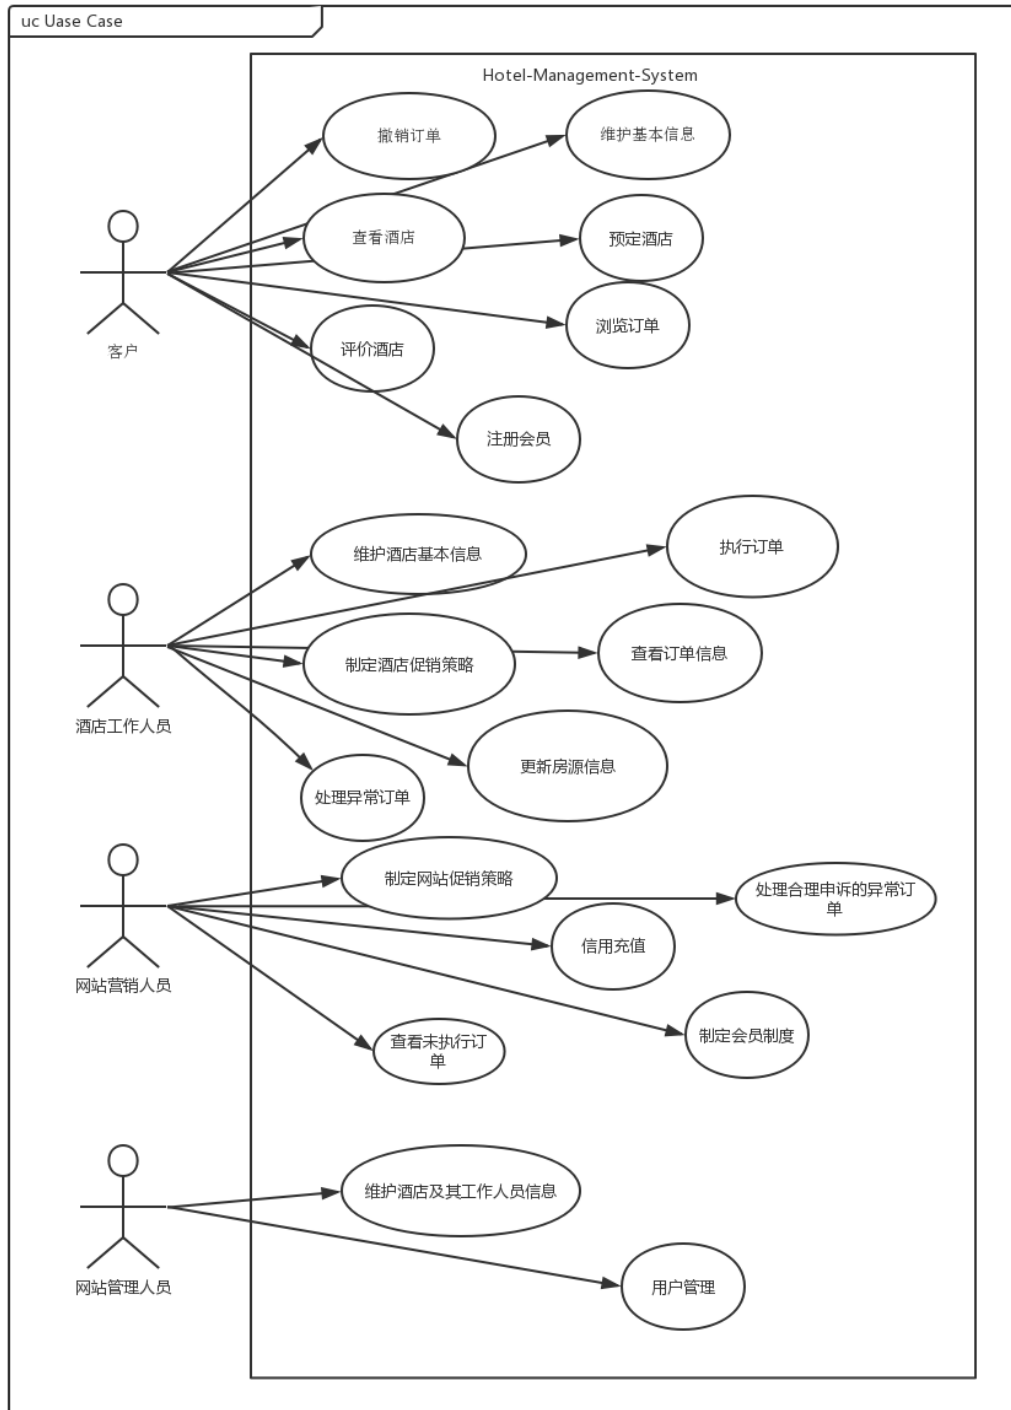 uc Uase Case
Hotel-Management-System
撤销订单
维护基本信息
查看酒店
预定酒店
浏览订单
评价酒店
客户
注册会员
维护酒店基本信息
执行订单
查看订单信息
制定酒店促销策略
酒店工作人员
更新房源信息
处理异常订单
制定网站促销策略
处理合理申诉的异常订
单
信用充值
网站营销人员
制定会员制度
查看未执行订
单
维护酒店及其工作人员信息
网站管理人员
用户管理